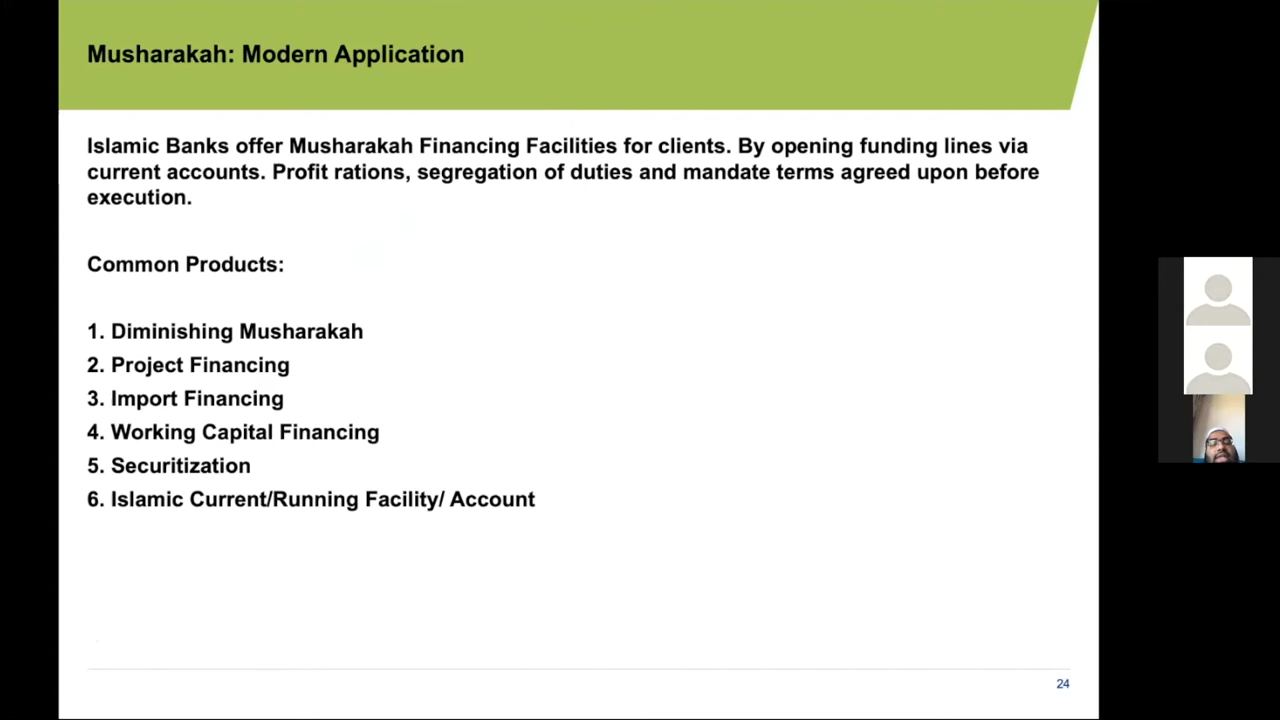 Musharakah: Modern Application
Islamic Banks offer Musharakah Financing Facilities for clients. By opening funding lines via
current accounts. Profit rations, segregation of duties and mandate terms agreed upon before
execution.
Common Products:
1. Diminishing Musharakah
2. Project Financing
3. Import Financing
4. Working Capital Financing
5. Securitization
6. Islamic Current/Running Facility/ Account
24